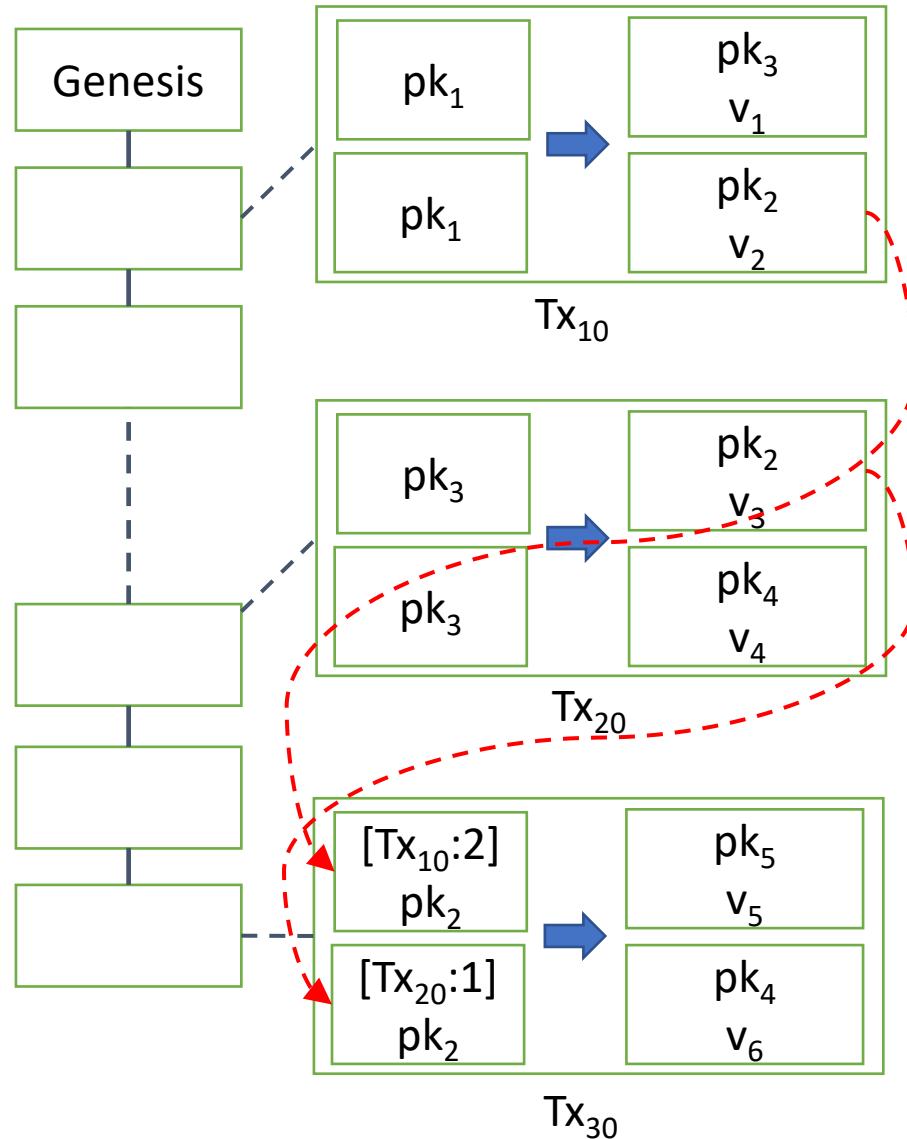 Genesis
pk₁
pk₁
pk₃
v₁
pk₂
v₂
Tx₁₀
pk₃
pk₃
pk₂
v₃
pk₄
v₄
Tx₂₀
[Tx₁₀:2]
pk₂
[Tx₂₀:1]
pk₂
pk₅
v₅
pk₄
v₆
Tx₃₀